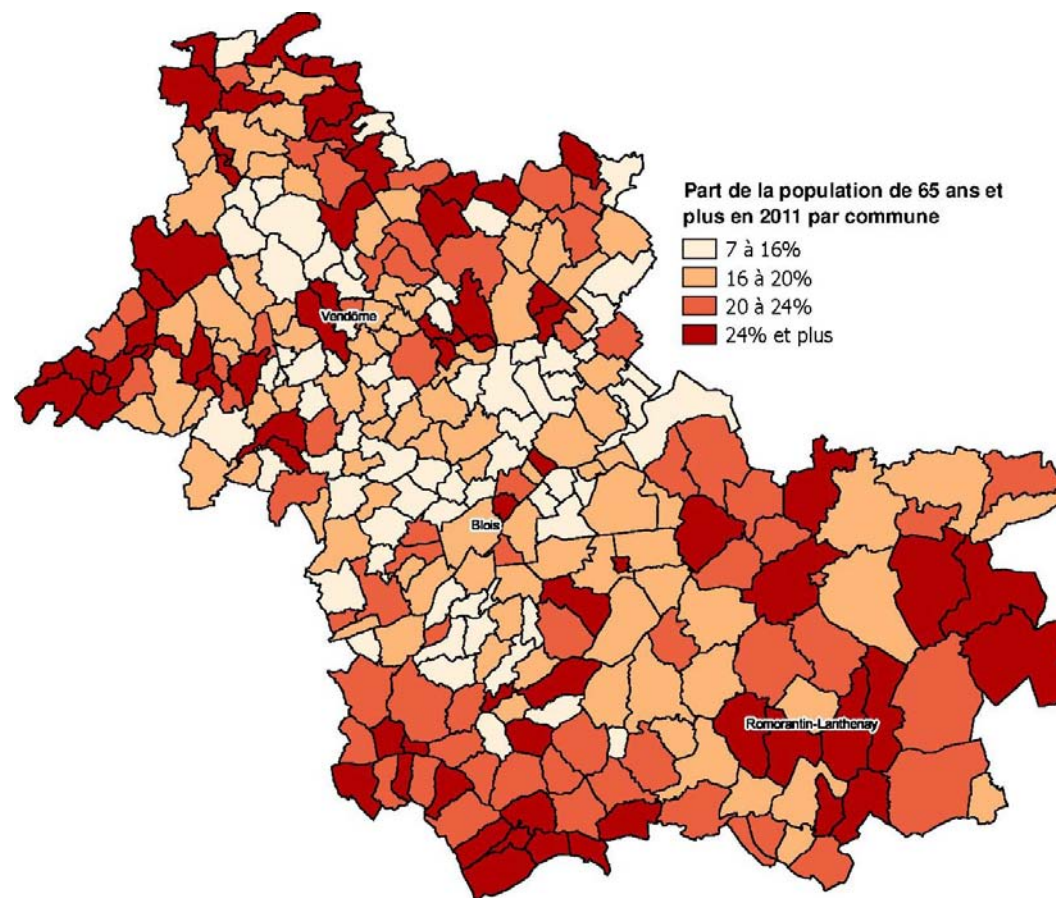 Part de la population de 65 ans et
plus en 2011 par commune
7 à 16%
16 à 20%
20 à 24%
24% et plus
Vendôme
Blois
Romorantin-Lanthenay